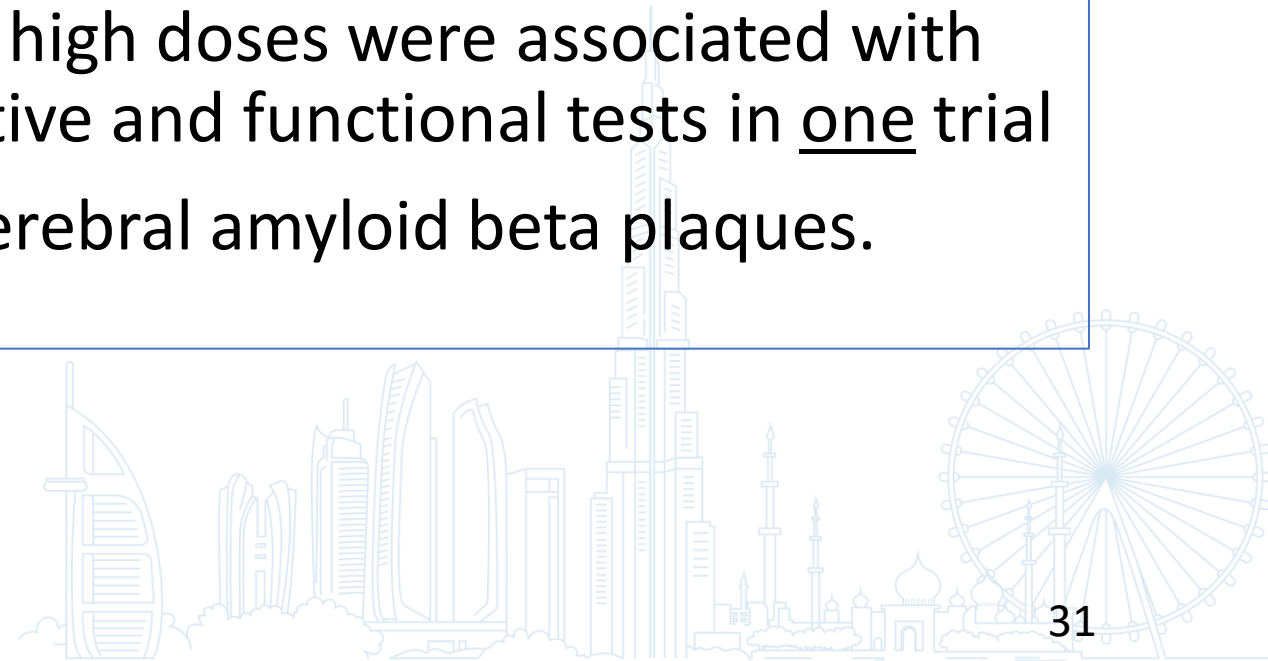 high doses were associated with
tive and functional tests in one trial
erebral amyloid beta plaques.
31